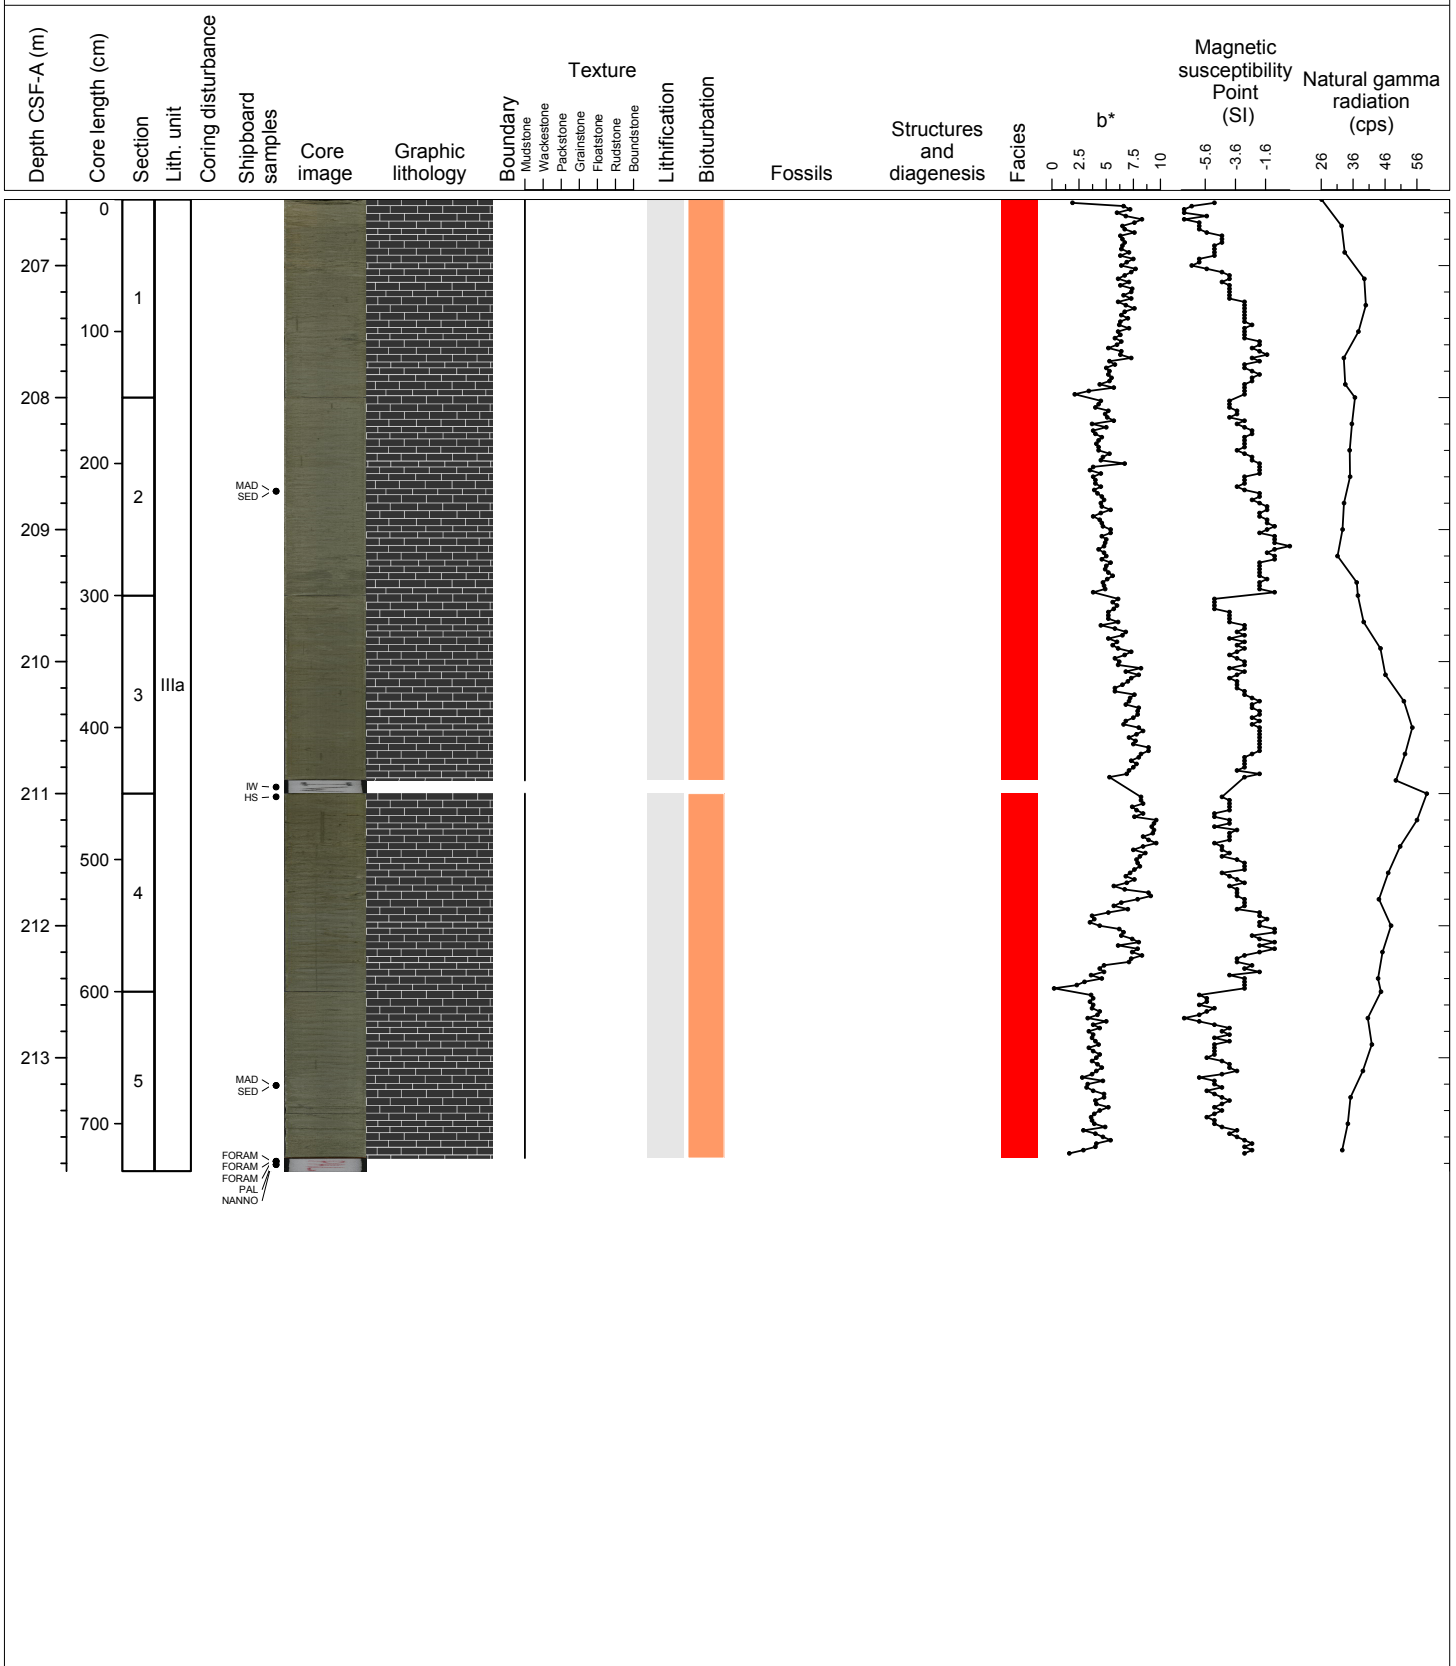 Depth CSF-A (m)
Core length (cm)
Section
Lith. unit
Coring disturbance
Shipboard
samples
Core
image
Graphic
lithology
Boundary
Texture
Mudstone
Wackestone
Packstone
Grainstone
Floatstone
Rudstone
Boundstone
Lithification
Bioturbation
Fossils
Structures
and
diagenesis
Facies
b*
0 2.5 5 7.5 10
Magnetic
susceptibility
Point
(SI)
-5.6 -3.6 -1.6
Natural gamma
radiation
(cps)
26 36 46 56
0
207
1
100
208
200
2
MAD
SED
209
300
210
3
IIIa
400
IW
HS
211
500
4
212
600
213
5
MAD
SED
700
FORAM
FORAM
FORAM
PAL
NANNO